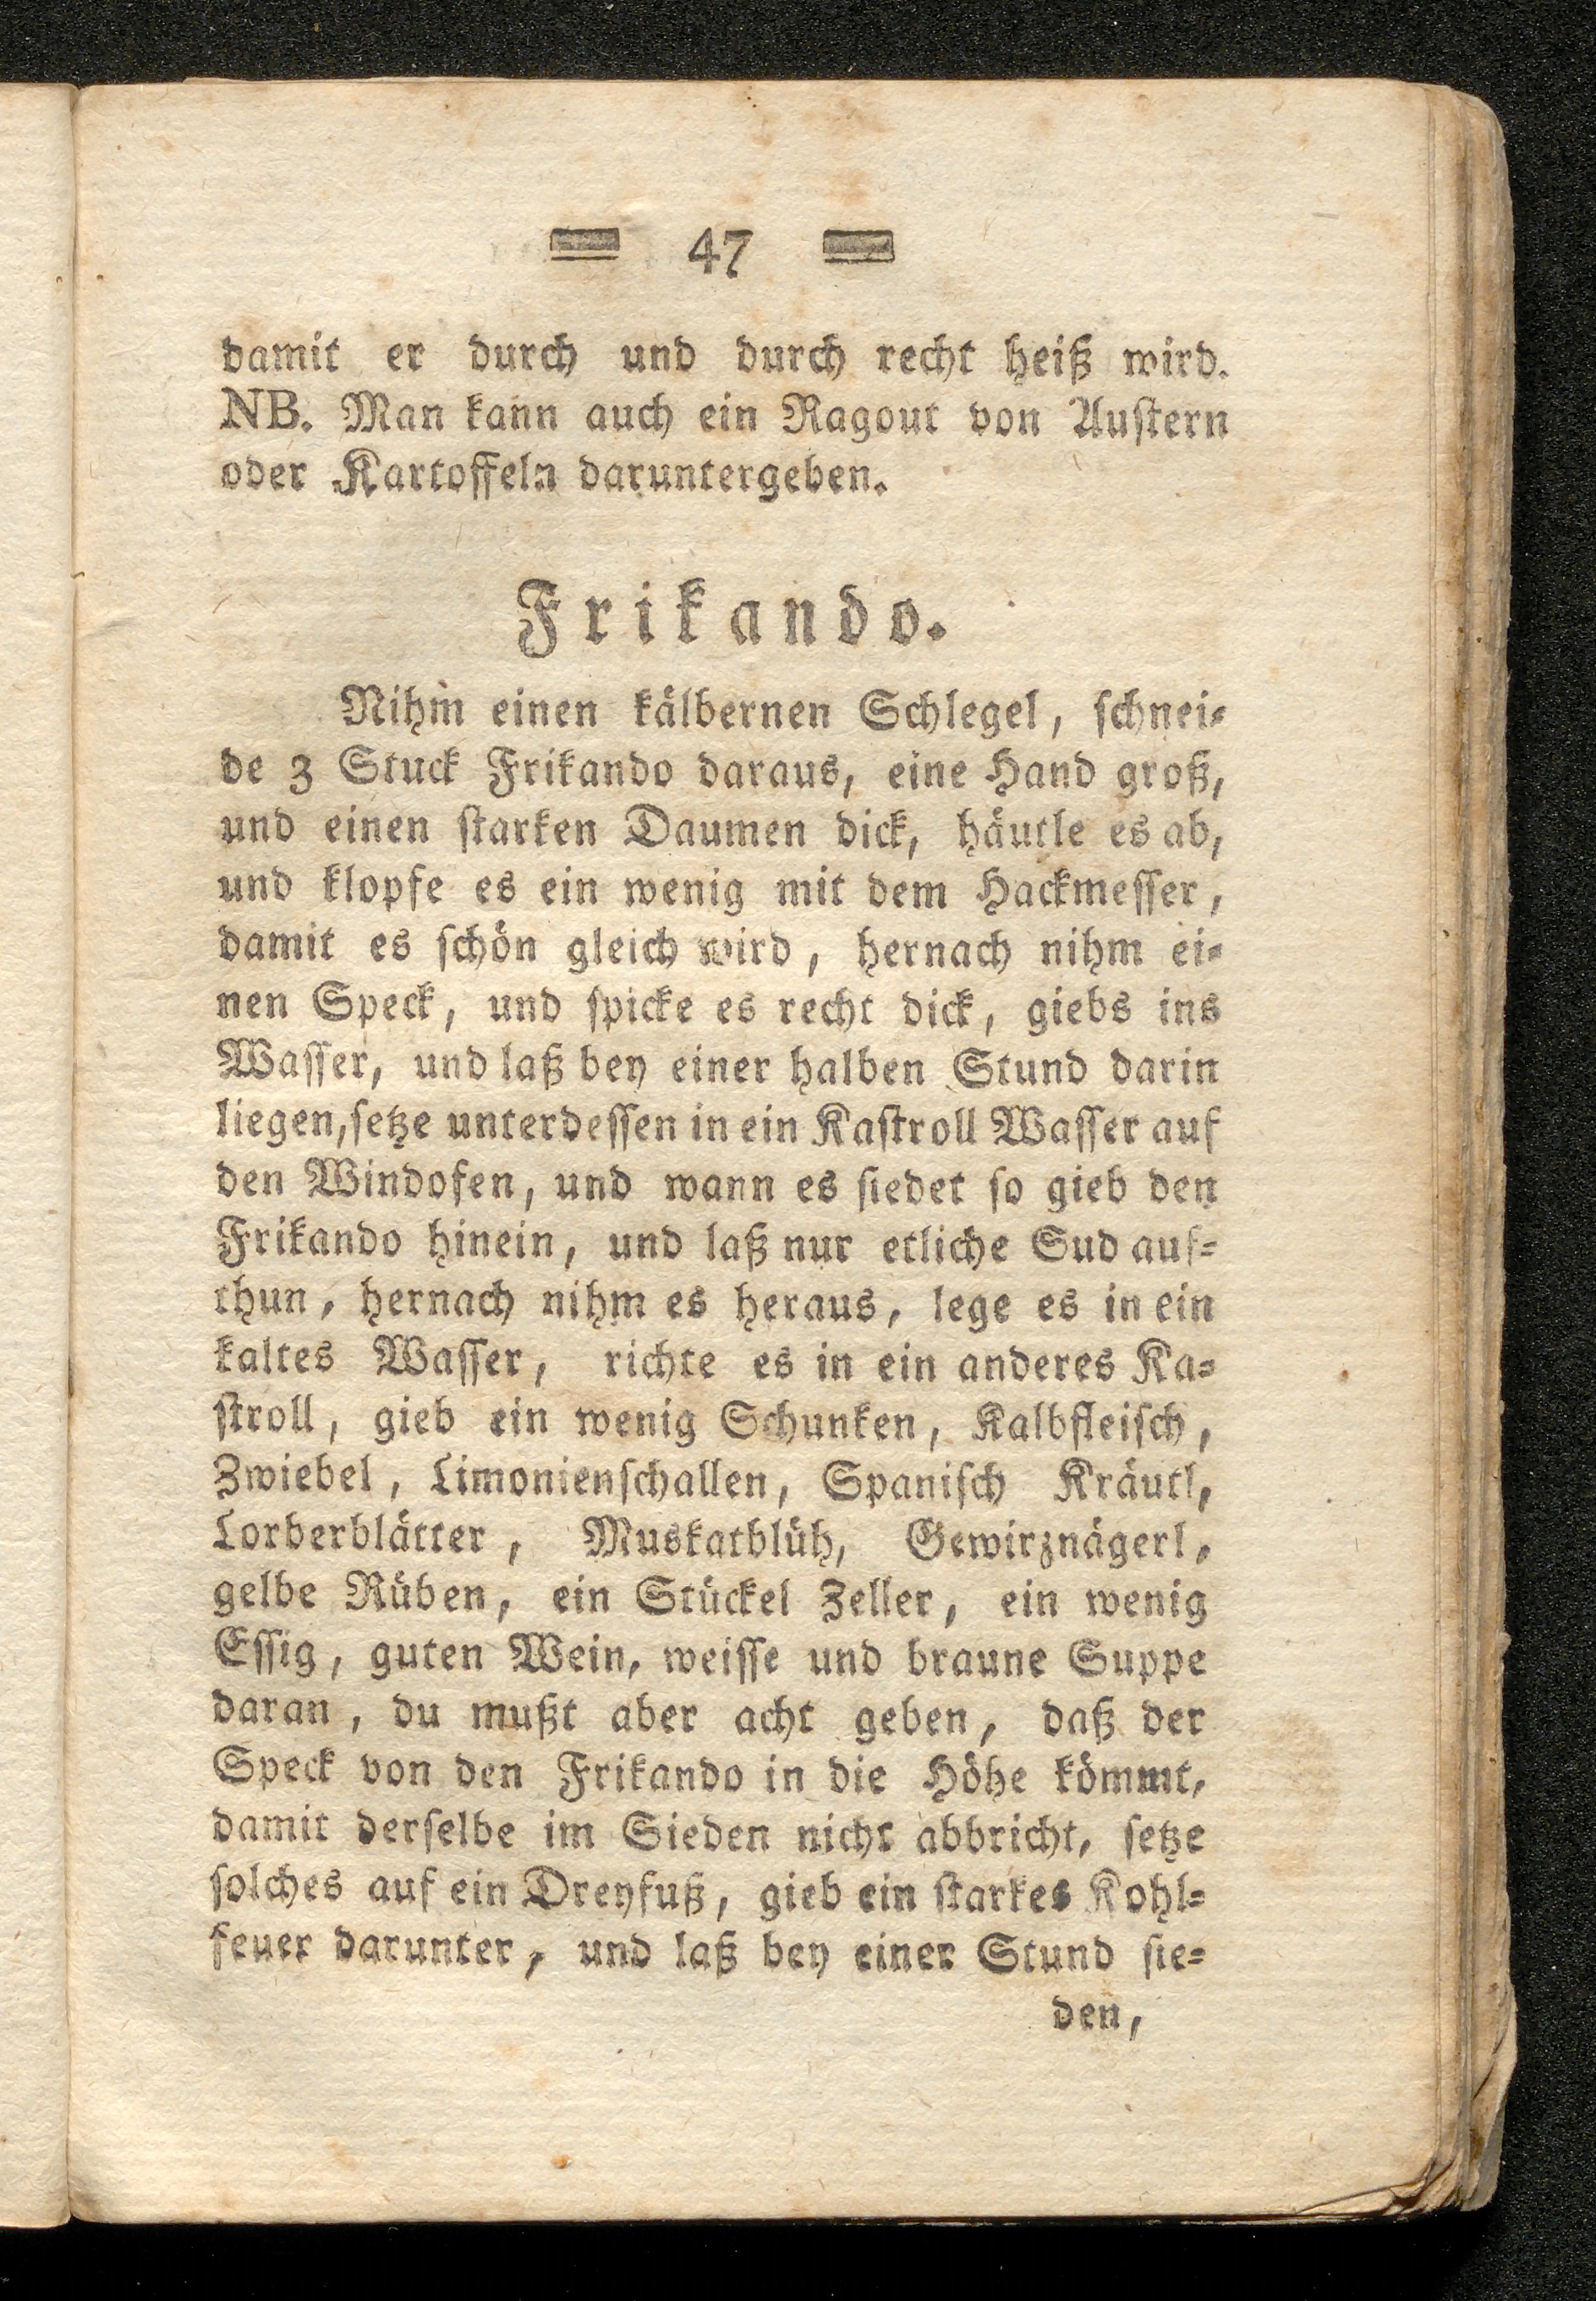 47
damit er durch und durch recht heiß wird.
NB. Man kann auch ein Ragout von Austern
oder Kartoffeln daruntergeben.
Frikando.
Nihm einen kälbernen Schlegel, schnei-
de 3 Stuck Frikando daraus, eine Hand groß,
und einen starken Daumen dick, häutle es ab,
und klopfe es ein wenig mit dem Hackmesser,
damit es schön gleich wird, hernach nihm ei-
nen Speck, und spicke es recht dick, giebs ins
Wasser, und laß bey einer halben Stund darin
liegen, setze unterdessen in ein Kastroll Wasser auf
den Windofen, und wann es siedet so gieb den
Frikando hinein, und laß nur etliche Sud auf-
thun, hernach nihm es heraus, lege es in ein
kaltes Wasser, richte es in ein anderes Ka-
stroll, gieb ein wenig Schunken, Kalbfleisch,
Zwiebel, Limonienschallen, Spanisch Kräutl,
Lorberblätter, Muskatblüh, Gewirznägerl,
gelbe Rüben, ein Stückel Zeller, ein wenig
Essig, guten Wein, weisse und braune Suppe
daran, du mußt aber acht geben, daß der
Speck von den Frikando in die Höhe kömmt,
damit derselbe im Sieden nicht abbricht, setze
solches auf ein Dreyfuß, gieb ein starkes Kohl-
feuer darunter, und laß bey einer Stund sie-
den,